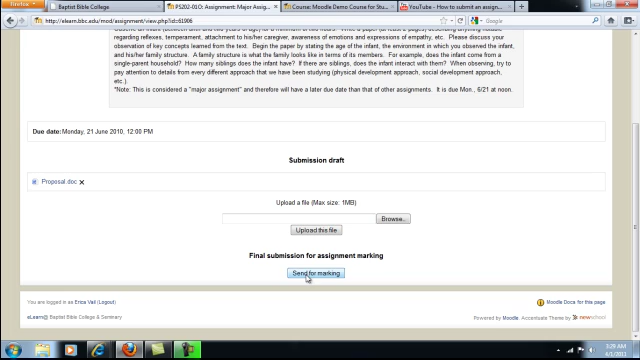 Firefox
Baptist Bible College
PS202-01O: Assignment: Major Assig...
Course: Moodle Demo Course for Stu...
YouTube - How to submit an assign...
http://elearn.bbc.edu/mod/assignment/view.php?id=61906
regarding reflexes, temperament, attachment to his/her caregiver, awareness of emotions and expressions of empathy, etc. Please discuss your
observation of key concepts learned from the text. Begin the paper by stating the age of the infant, the environment in which you observed the infant,
and his/her family structure. A family structure is what the family looks like in terms of its members. For example, does the infant come from a
single-parent household? How many siblings does the infant have? If there are siblings, does the infant interact with them? When observing, try to
pay attention to details from every different approach that we have been studying (physical development approach, social development approach,
etc.)
*Note: This is considered a "major assignment" and therefore will have a later due date than that of other assignments. It is due Mon., 6/21 at noon.
Due date: Monday, 21 June 2010, 12:00 PM
Submission draft
Proposal.doc
Upload a file (Max size: 1MB)
Browse..
Upload this file
Final submission for assignment marking
Send for marking
You are logged in as Erica Vail (Logout)
Moodle Docs for this page
eLearn@ Baptist Bible College & Seminary
Powered by Moodle. Accentuate Theme by newschool
3:29 AM
4/1/2011